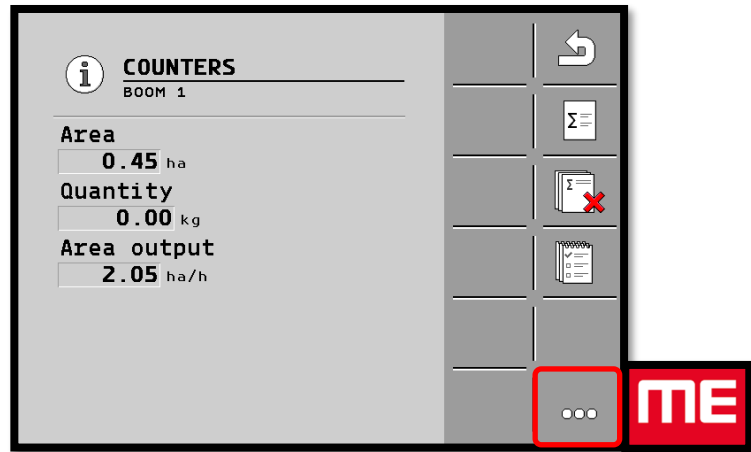 COUNTERS
BOOM 1
Area
0.45 ha
Quantity
0.00 kg
Area output
2.05 ha/h
Σ
Σ
ME